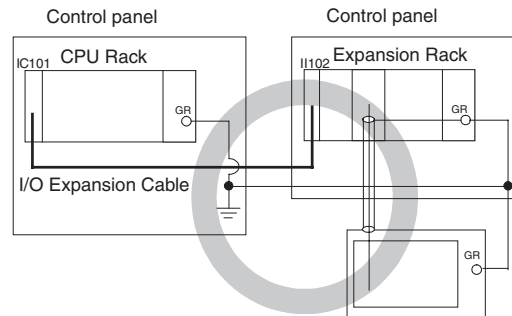 Control panel
Control panel
IC101
CPU Rack
GR
II102
Expansion Rack
GR
I/O Expansion Cable
GR